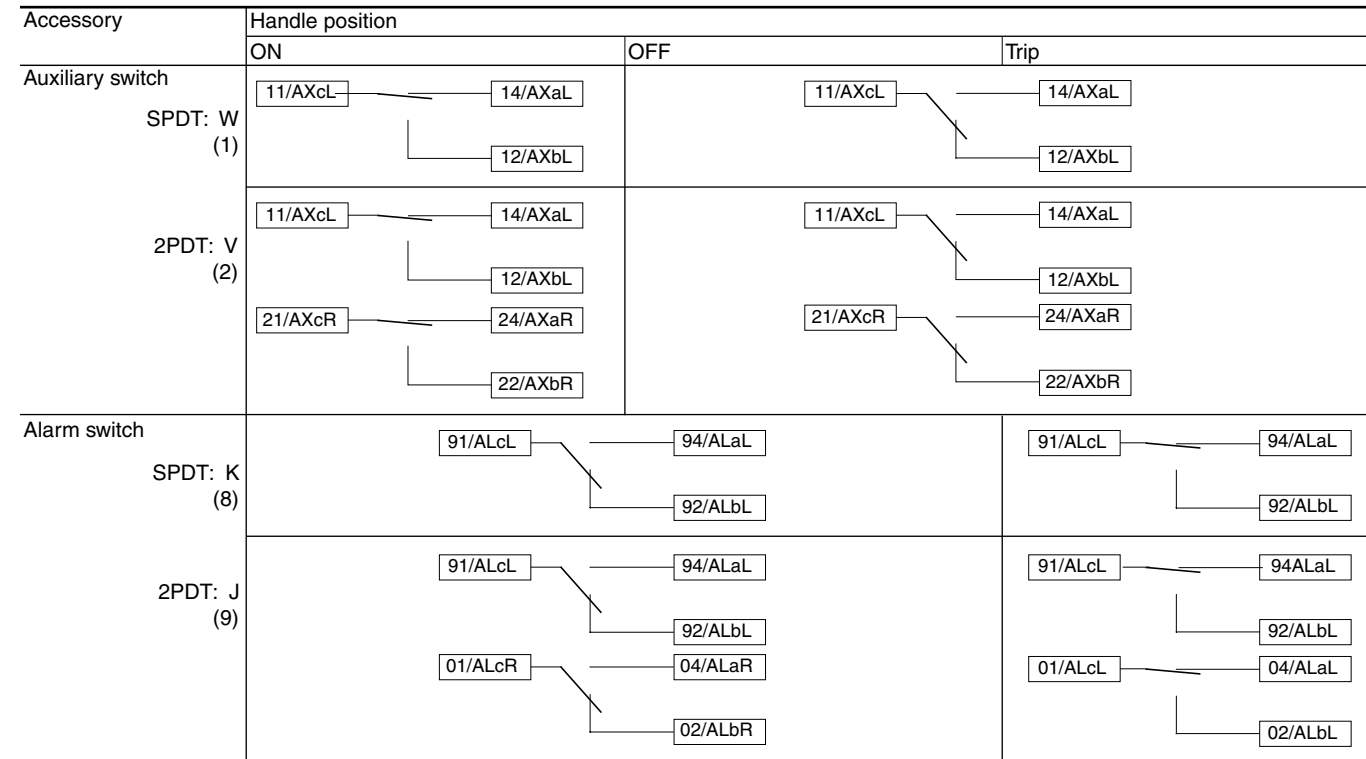 Accessory Handle position
ON OFF Trip
Auxiliary switch
11/AXcL 14/AXaL 11/AXcL 14/AXaL
SPDT: W
(1)
12/AXbL 12/AXbL
11/AXcL 14/AXaL 11/AXcL 14/AXaL
2PDT: V
(2)
12/AXbL 12/AXbL
21/AXcR 24/AXaR 21/AXcR 24/AXaR
22/AXbR 22/AXbR
Alarm switch
91/ALcL 94/ALaL 91/ALcL 94/ALaL
SPDT: K
(8)
92/ALbL 92/ALbL
91/ALcL 94/ALaL 91/ALcL 94ALaL
2PDT: J
(9)
92/ALbL 92/ALbL
01/ALcR 04/ALaR 01/ALcL 04/ALaL
02/ALbR 02/ALbL